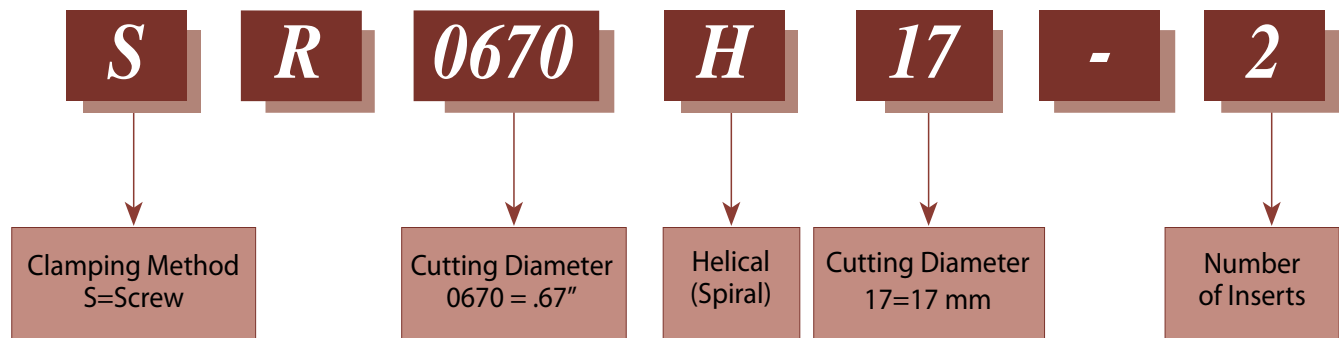 S R 0670 H 17 - 2
Clamping Method
S=Screw
Cutting Diameter
0670 = .67"
Helical
(Spiral)
Cutting Diameter
17=17 mm
Number
of Inserts